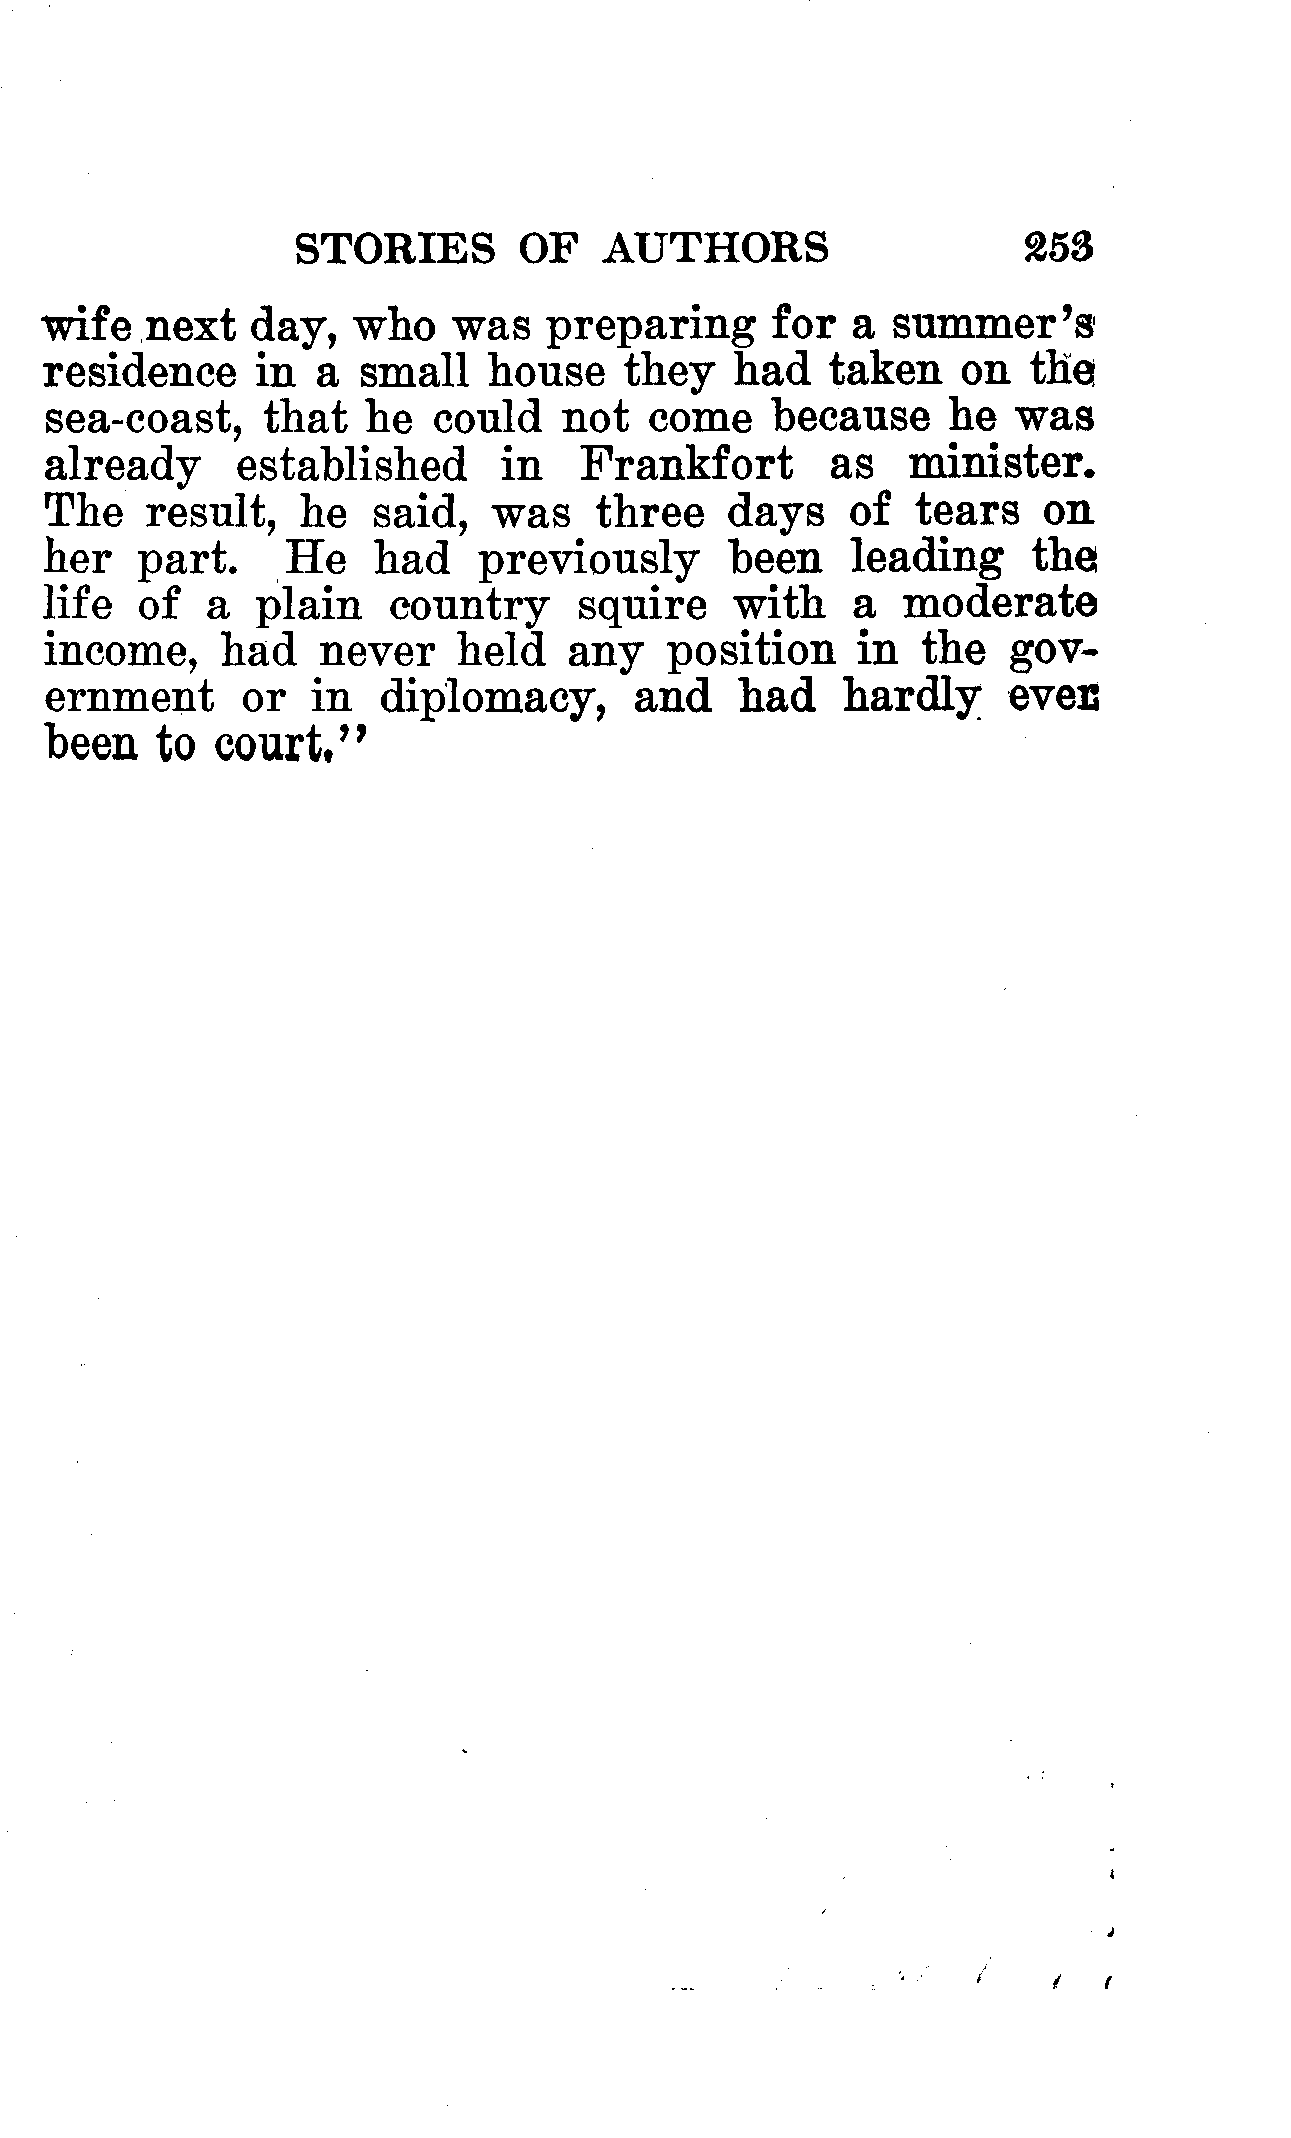 STORIES OF AUTHORS 253
wife next day, who was preparing for a summer's
residence in a small house they had taken on the
sea-coast, that he could not come because he was
already established in Frankfort as minister.
The result, he said, was three days of tears on
her part. He had previously been leading the
life of a plain country squire with a moderate
income, had never held any position in the gov-
ernment or in diplomacy, and had hardly even
been to court."